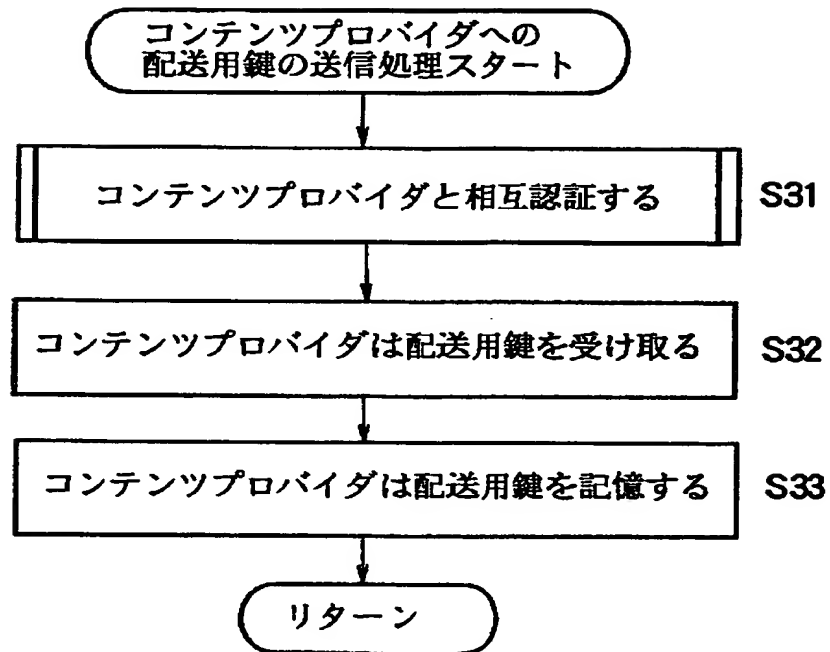 コンテンツプロバイダへの
配送用鍵の送信処理スタート
コンテンツプロバイダと相互認証する
S31
コンテンツプロバイダは配送用鍵を受け取る
S32
コンテンツプロバイダは配送用鍵を記憶する
S33
リターン